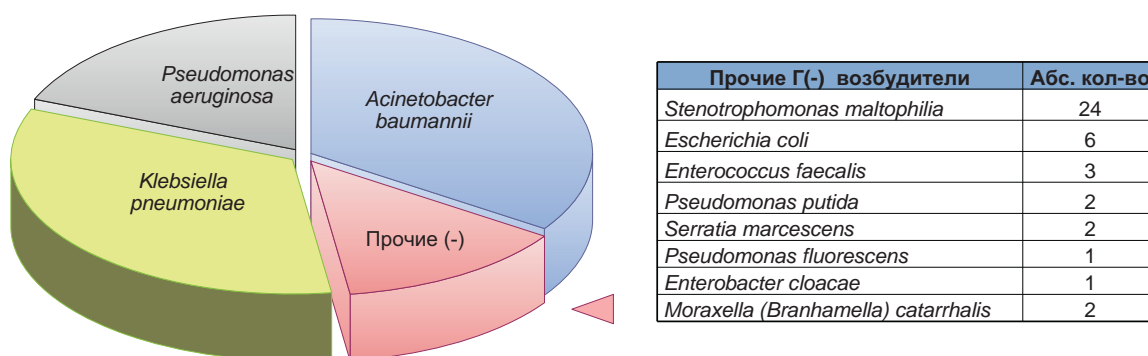 Pseudomonas
aeruginosa
Acinetobacter
baumannii
Klebsiella
pneumoniae
Прочие (-)
Прочие Г(-) возбудители Абс. кол-во
Stenotrophomonas maltophilia 24
Escherichia coli 6
Enterococcus faecalis 3
Pseudomonas putida 2
Serratia marcescens 2
Pseudomonas fluorescens 1
Enterobacter cloacae 1
Moraxella (Branhamella) catarrhalis 2